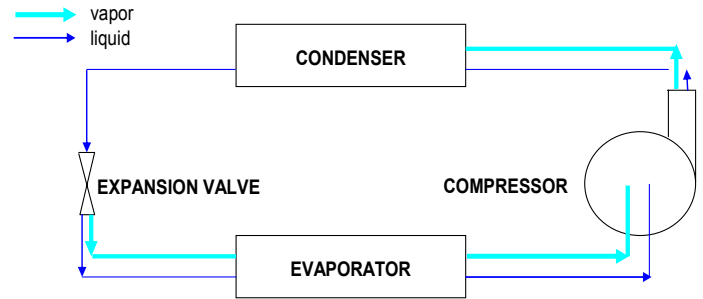 vapor
liquid
CONDENSER
EXPANSION VALVE
COMPRESSOR
EVAPORATOR